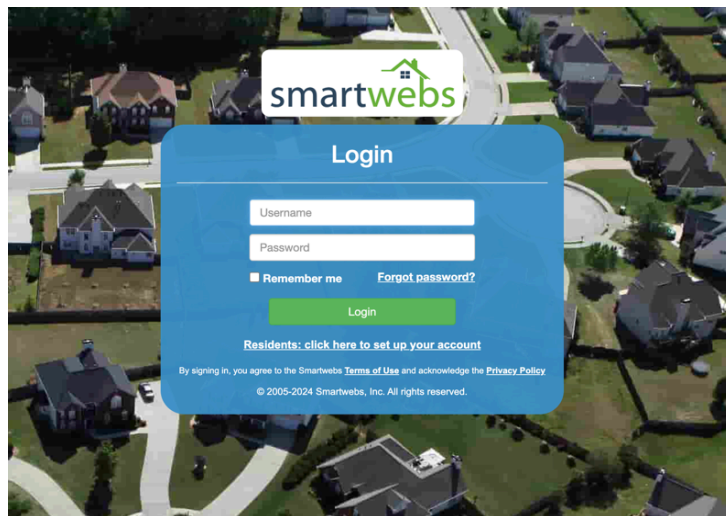 smartwebs
Login
Username
Password
Remember me
Forgot password?
Login
Residents: click here to set up your account
By signing in, you agree to the Smartwebs Terms of Use and acknowledge the Privacy Policy
© 2005-2024 Smartwebs, Inc. All rights reserved.